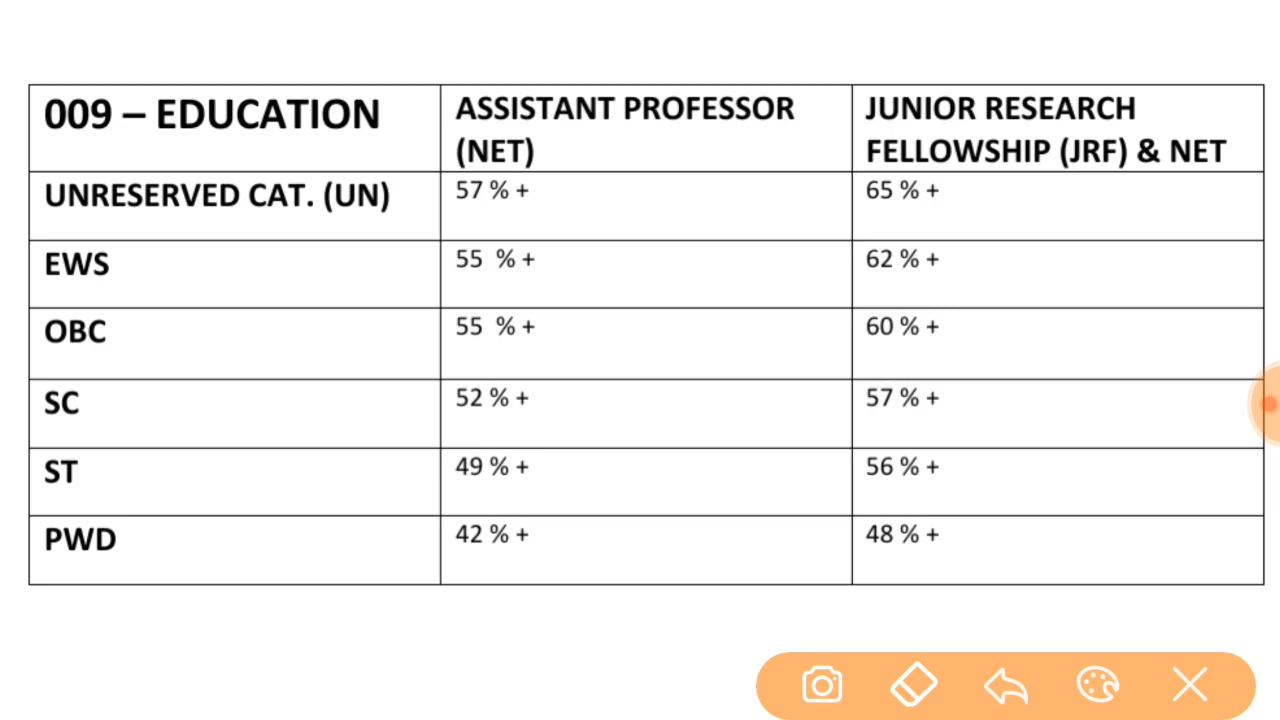 009 – EDUCATION
ASSISTANT PROFESSOR
(NET)
JUNIOR RESEARCH
FELLOWSHIP (JRF) & NET
UNRESERVED CAT. (UN)
57 % +
65 % +
EWS
55 % +
62 % +
OBC
55 % +
60 % +
SC
52 % +
57 % +
ST
49 % +
56 % +
PWD
42 % +
48 % +